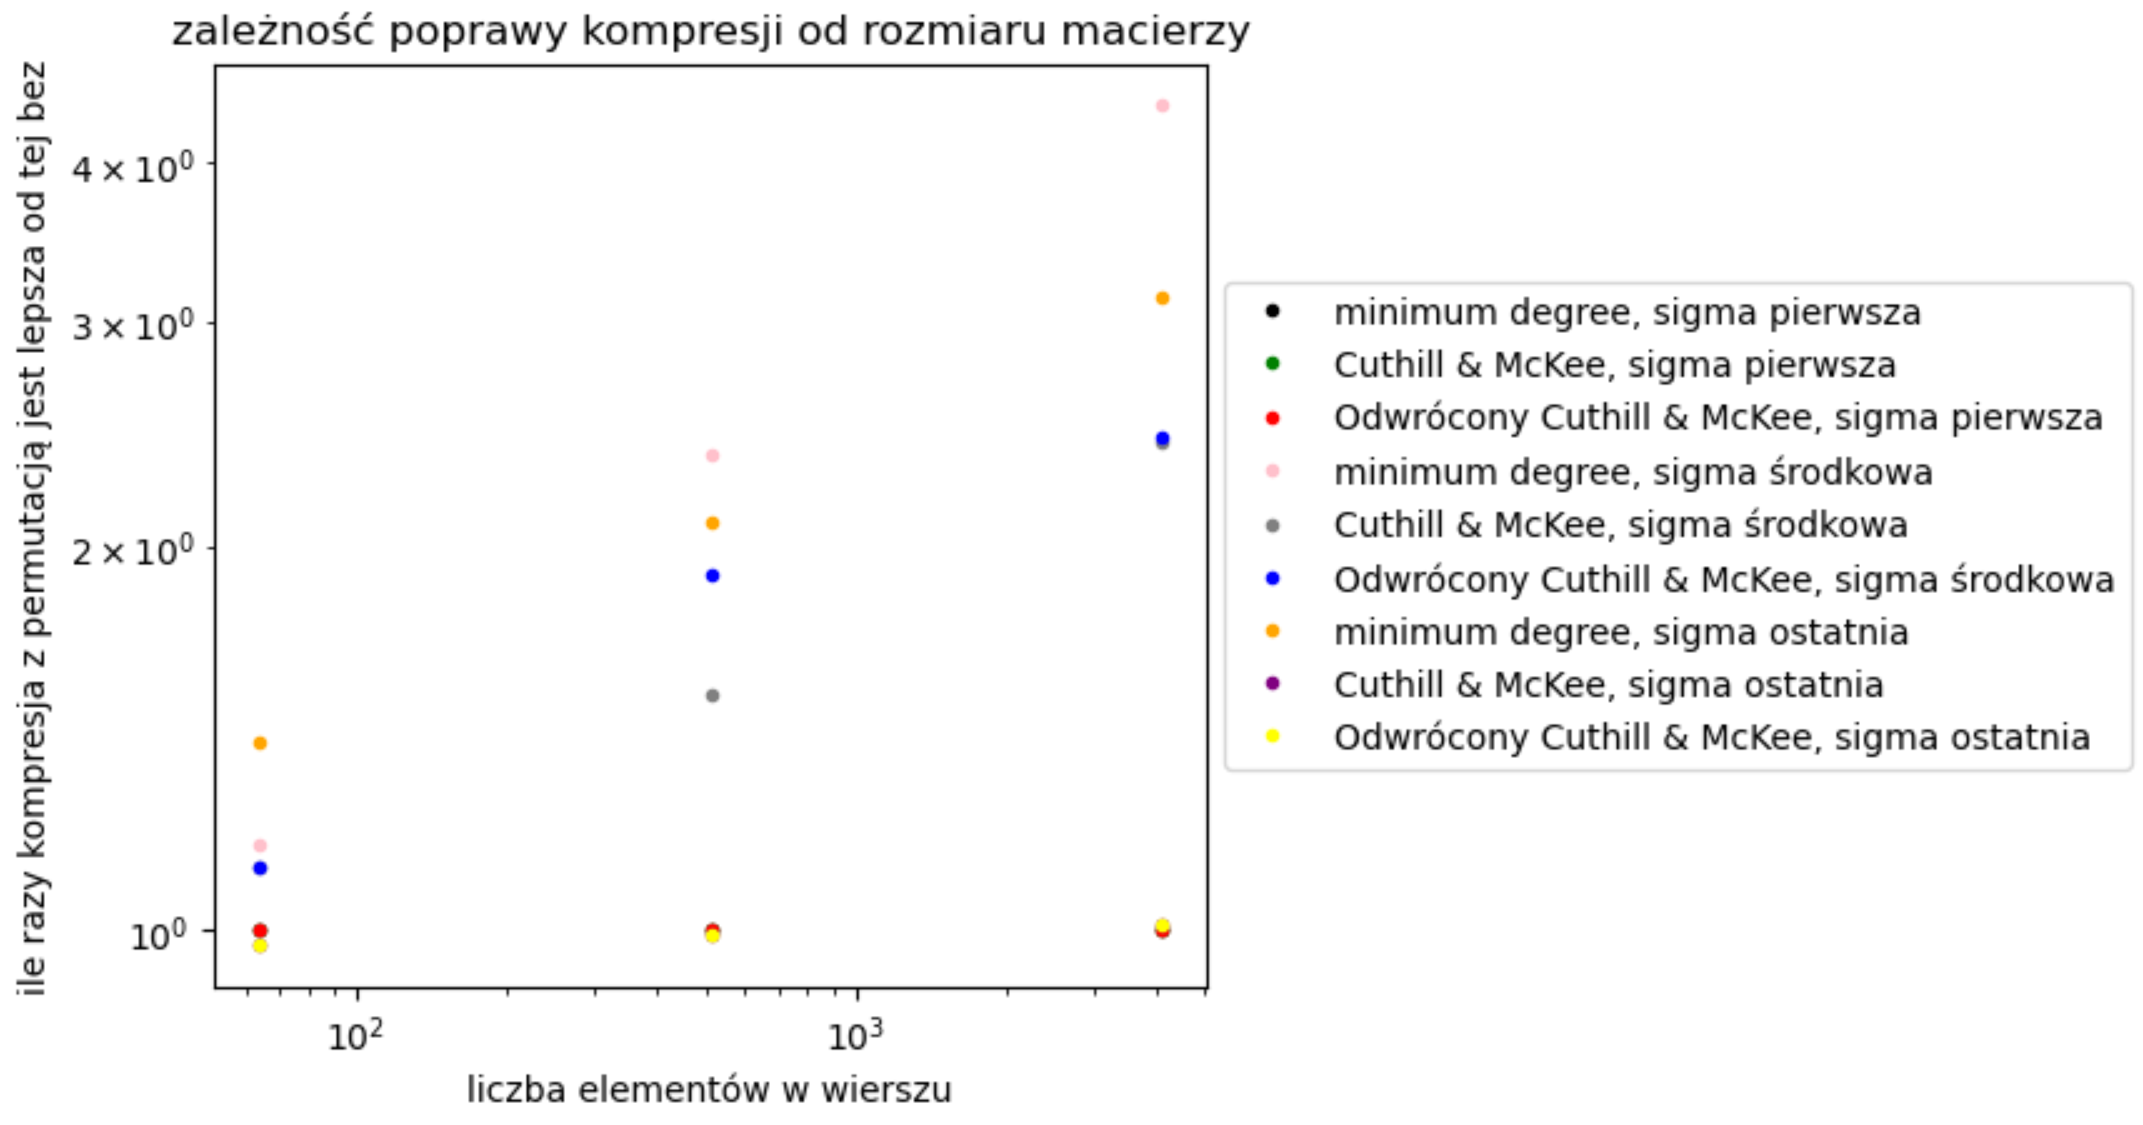 zależność poprawy kompresji od rozmiaru macierzy
ile razy kompresja z permutacją jest lepsza od tej bez
4 × 10⁰
3 × 10⁰
2 × 10⁰
10⁰
10²
10³
liczba elementów w wierszu
minimum degree, sigma pierwsza
Cuthill & McKee, sigma pierwsza
Odwrócony Cuthill & McKee, sigma pierwsza
minimum degree, sigma środkowa
Cuthill & McKee, sigma środkowa
Odwrócony Cuthill & McKee, sigma środkowa
minimum degree, sigma ostatnia
Cuthill & McKee, sigma ostatnia
Odwrócony Cuthill & McKee, sigma ostatnia